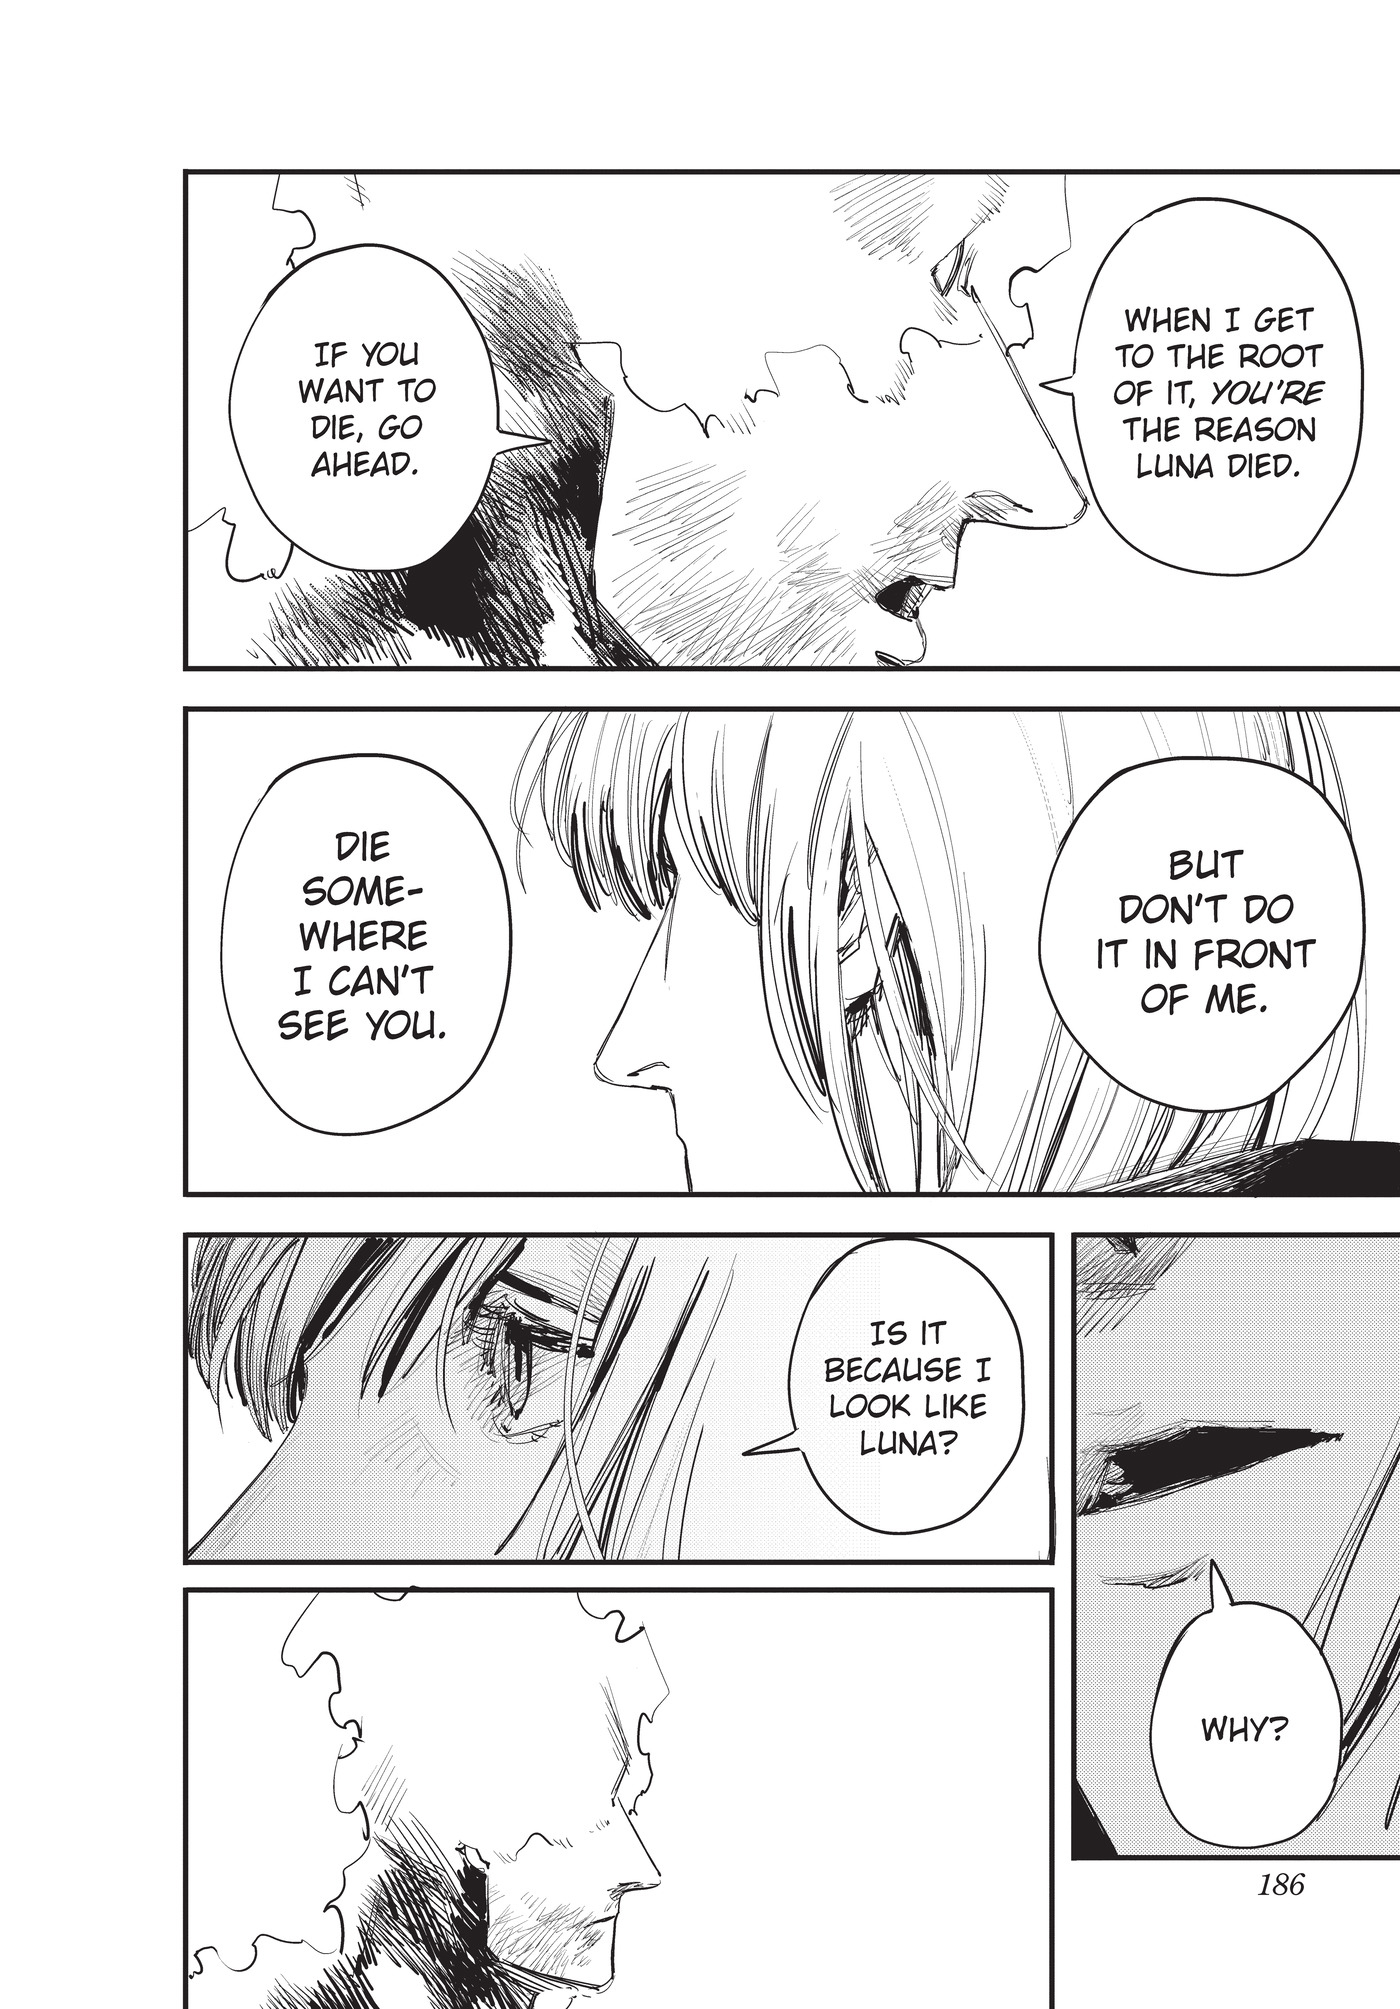 WHEN I GET
TO THE ROOT
OF IT, YOU'RE
THE REASON
LUNA DIED.
IF YOU
WANT TO
DIE, GO
AHEAD.
BUT
DON'T DO
IT IN FRONT
OF ME.
DIE
SOME-
WHERE
I CAN'T
SEE YOU.
WHY?
IS IT
BECAUSE I
LOOK LIKE
LUNA?
186